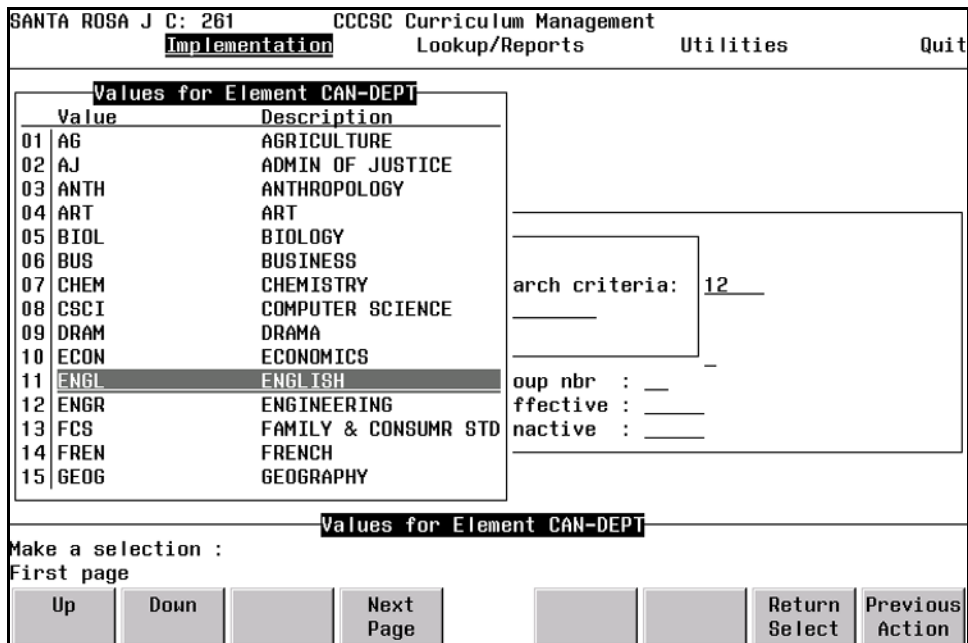 SANTA ROSA J C: 261 CCCSC Curriculum Management
Implementation Lookup/Reports Utilities Quit
Values for Element CAN-DEPT
Value Description
01 AG AGRICULTURE
02 AJ ADMIN OF JUSTICE
03 ANTH ANTHROPOLOGY
04 ART ART
05 BIOL BIOLOGY
06 BUS BUSINESS
07 CHEM CHEMISTRY arch criteria: 12
08 CSCI COMPUTER SCIENCE
09 DRAM DRAMA
10 ECON ECONOMICS
11 ENGL ENGLISH oup nbr :
12 ENGR ENGINEERING ffective :
13 FCS FAMILY & CONSUMR STD nactive :
14 FREN FRENCH
15 GEOG GEOGRAPHY
Values for Element CAN-DEPT
Make a selection :
First page
Up Down Next Page Return Select Previous Action